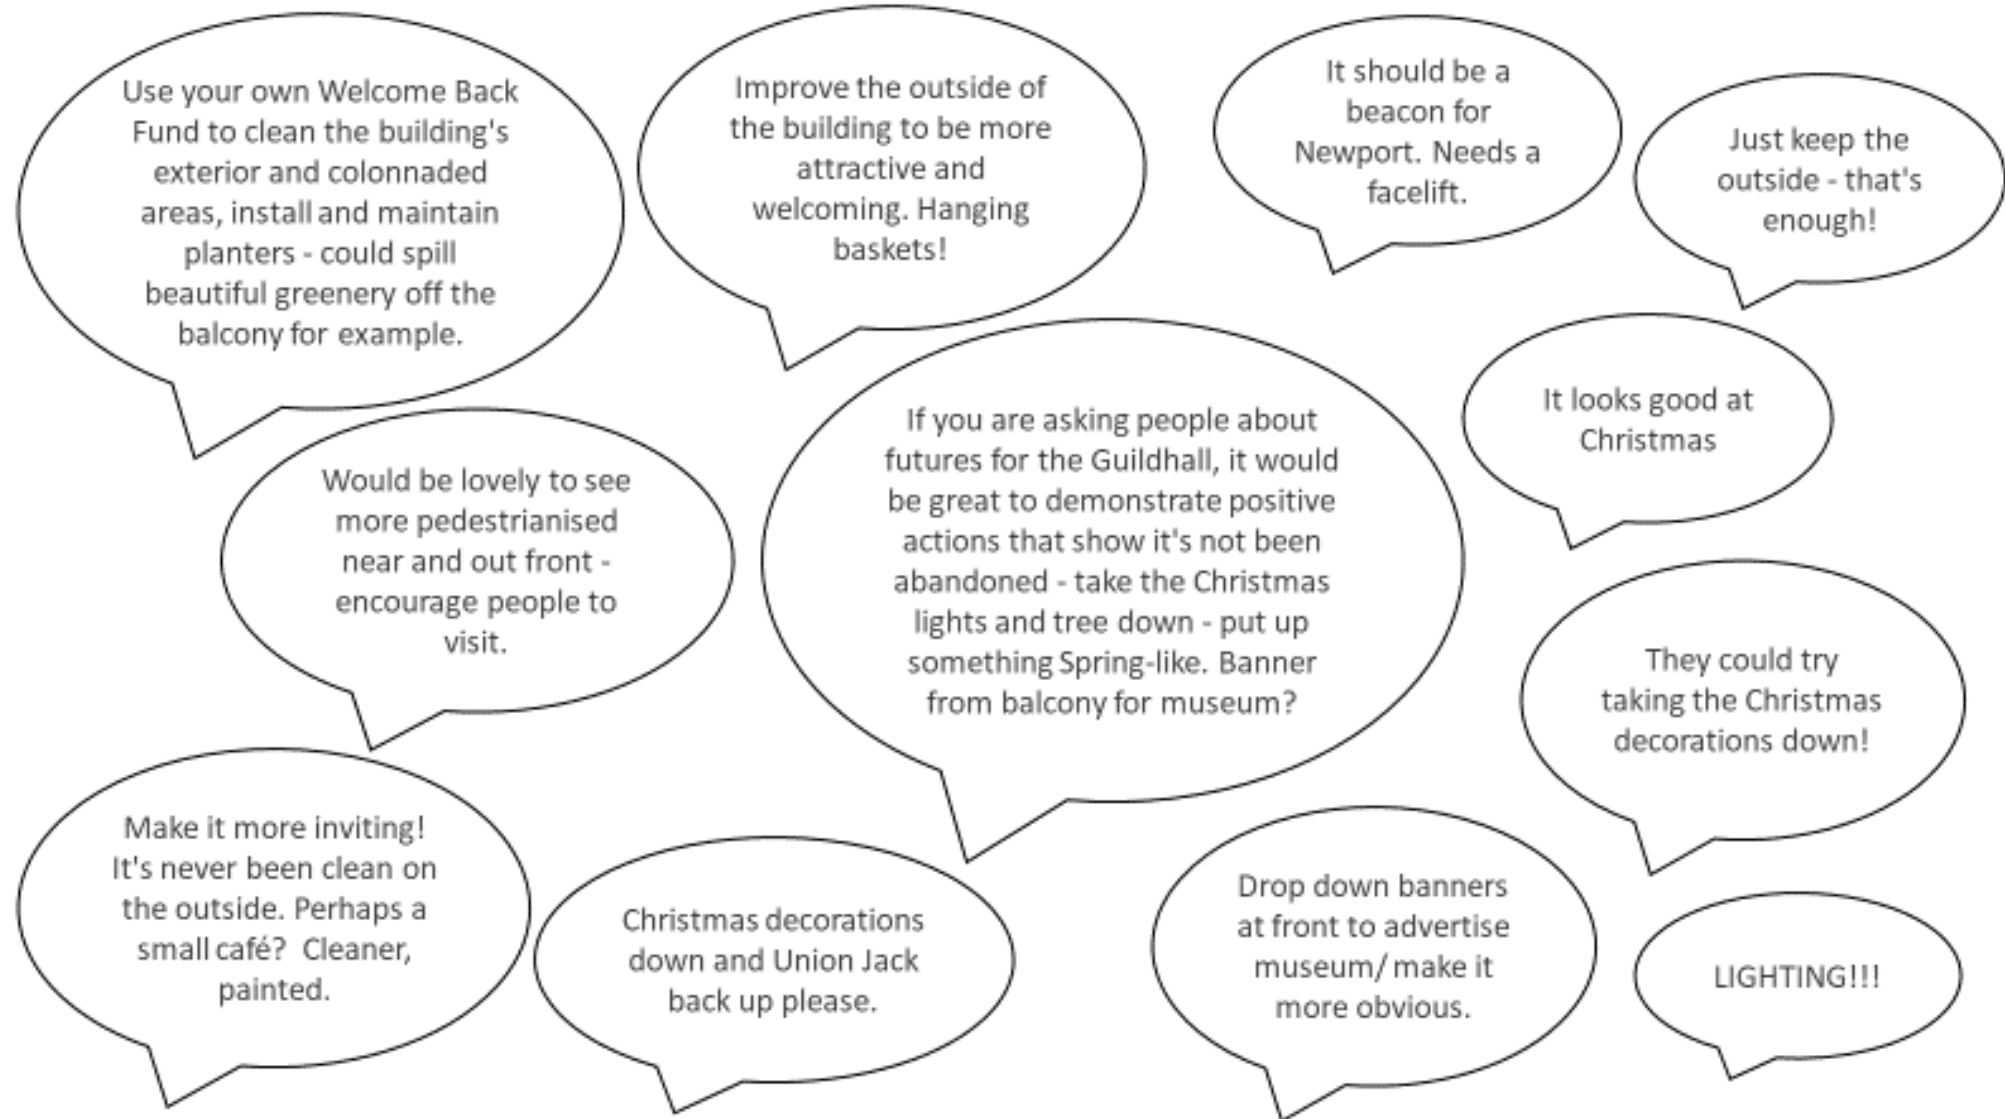 Use your own Welcome Back
Fund to clean the building's
exterior and colonnaded
areas, install and maintain
planters - could spill
beautiful greenery off the
balcony for example.
Improve the outside of
the building to be more
attractive and
welcoming. Hanging
baskets!
It should be a
beacon for
Newport. Needs a
facelift.
Just keep the
outside - that's
enough!
Would be lovely to see
more pedestrianised
near and out front -
encourage people to
visit.
If you are asking people about
futures for the Guildhall, it would
be great to demonstrate positive
actions that show it's not been
abandoned - take the Christmas
lights and tree down - put up
something Spring-like. Banner
from balcony for museum?
It looks good at
Christmas
They could try
taking the Christmas
decorations down!
Make it more inviting!
It's never been clean on
the outside. Perhaps a
small café?  Cleaner,
painted.
Christmas decorations
down and Union Jack
back up please.
Drop down banners
at front to advertise
museum/ make it
more obvious.
LIGHTING!!!